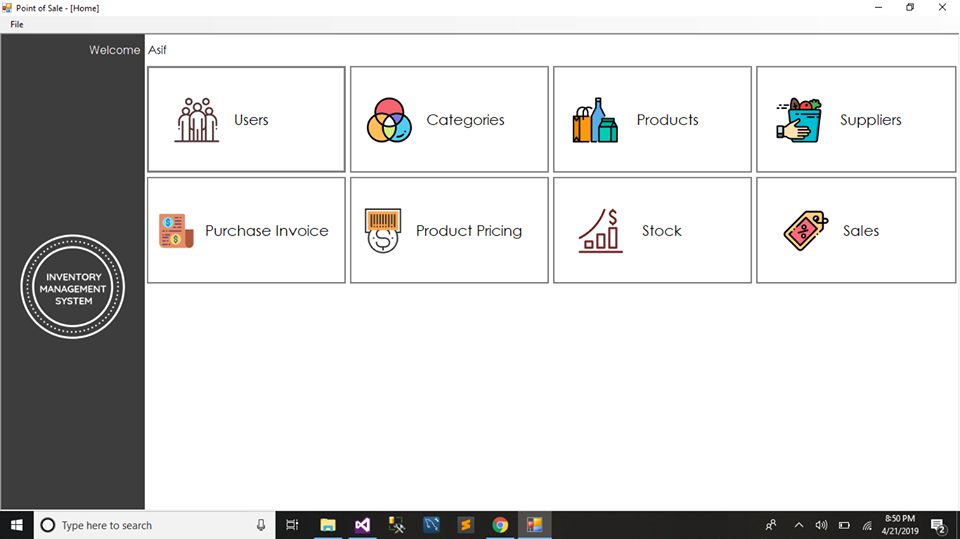 Point of Sale - [Home]
File
Welcome Asif
Users
Categories
Products
Suppliers
Purchase Invoice
Product Pricing
Stock
Sales
INVENTORY
MANAGEMENT
SYSTEM
Type here to search
8:50 PM
4/21/2019
2